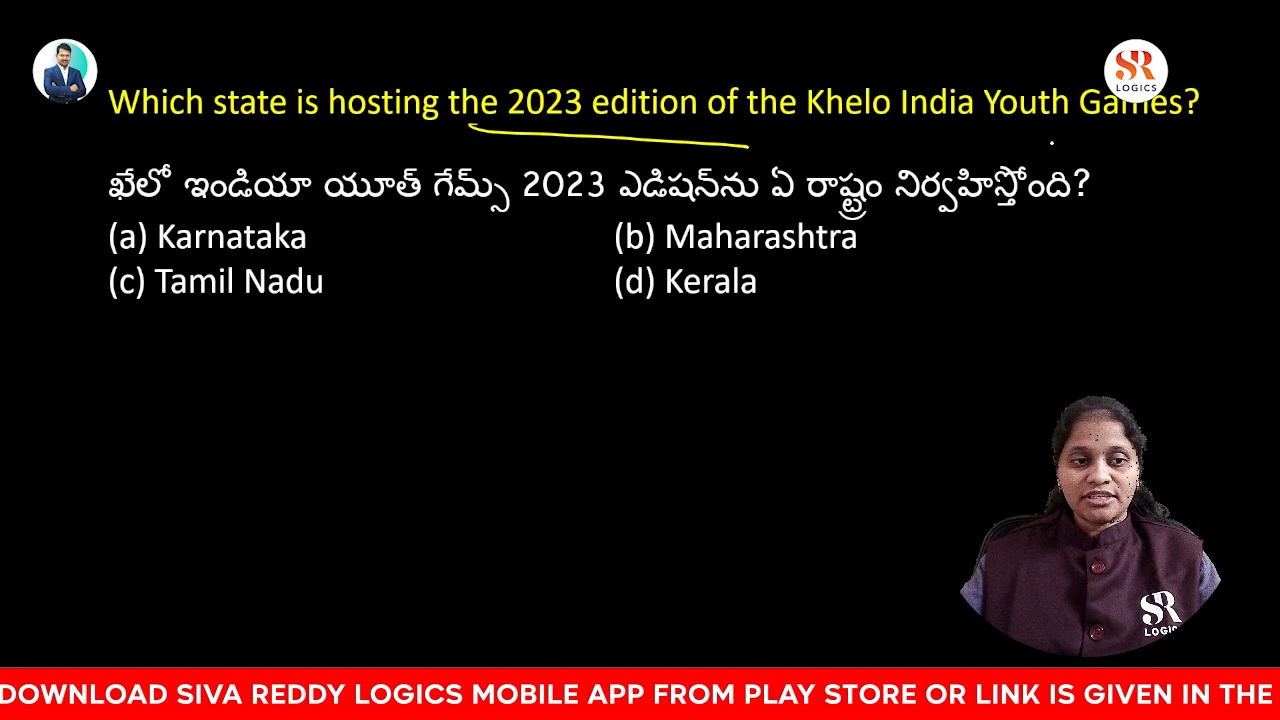 SR
LOGICS
Which state is hosting the 2023 edition of the Khelo India Youth Games?
ఖేలో ఇండియా యూత్ గేమ్స్ 2023 ఎడిషన్‌ను ఏ రాష్ట్రం నిర్వహిస్తోంది?
(a) Karnataka (b) Maharashtra
(c) Tamil Nadu (d) Kerala
SR
LOGIC
DOWNLOAD SIVA REDDY LOGICS MOBILE APP FROM PLAY STORE OR LINK IS GIVEN IN THE